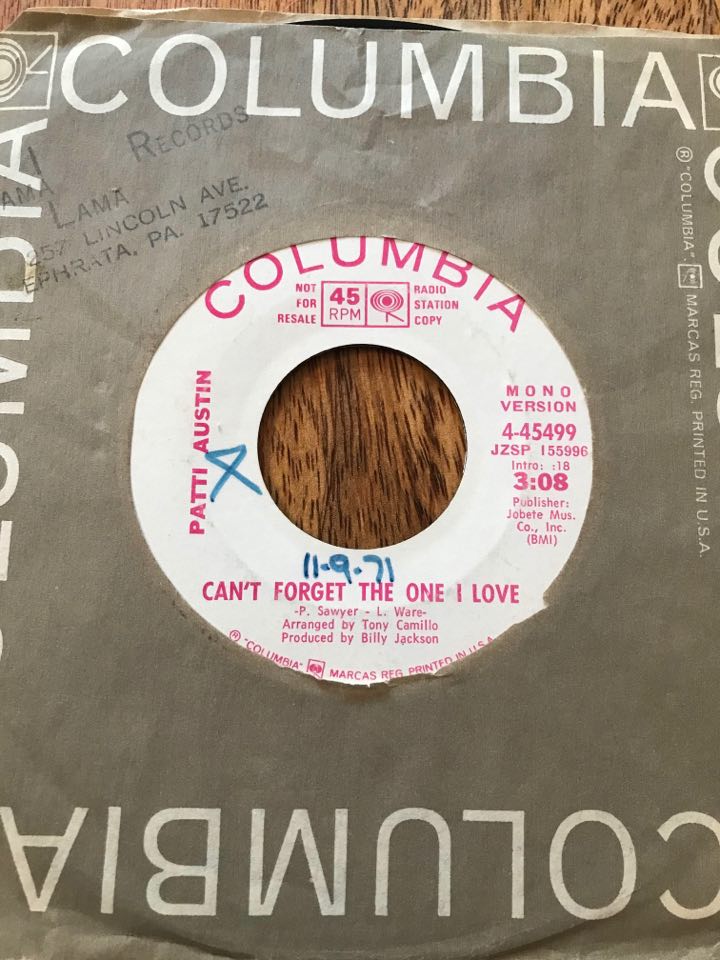 COLUMBIA
RECORDS
LAMA
257 LINCOLN AVE.
EPHRATA, PA. 17522
® "COLUMBIA", MARCAS REG. PRINTED IN U.S.A.
COLUMBIA
NOT FOR RESALE
45 RPM
RADIO STATION COPY
PATTI AUSTIN
4
MONO
VERSION
4-45499
JZSP 155996
Intro: :18
3:08
Publisher:
Jobete Mus.
Co., Inc.
(BMI)
11-9-71
CAN'T FORGET THE ONE I LOVE
-P. Sawyer - L. Ware-
Arranged by Tony Camillo
Produced by Billy Jackson
® "COLUMBIA" MARCAS REG. PRINTED IN U.S.A.
COLUMBIA